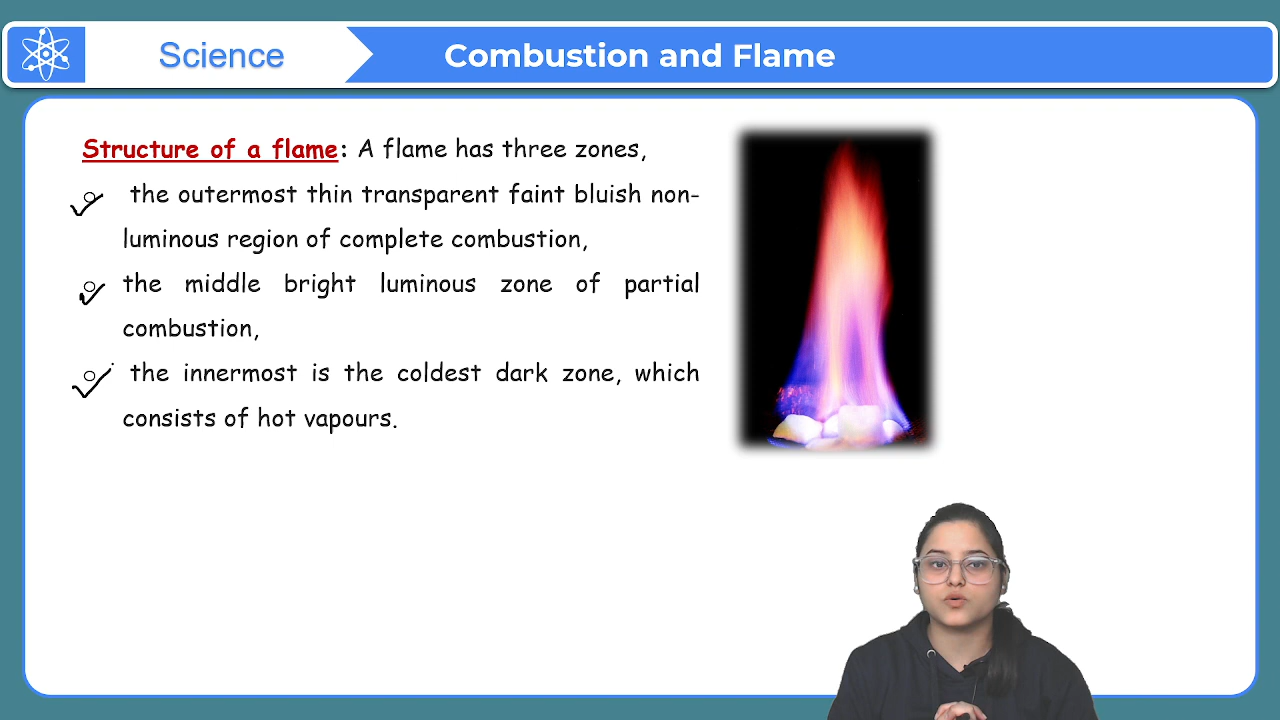 Science
Combustion and Flame
Structure of a flame: A flame has three zones,
the outermost thin transparent faint bluish non-
luminous region of complete combustion,
the middle bright luminous zone of partial
combustion,
the innermost is the coldest dark zone, which
consists of hot vapours.